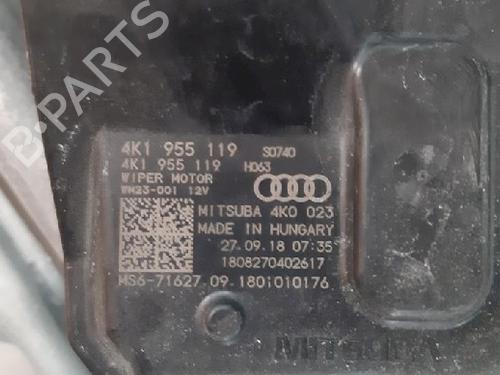 B-PARTS
4K1 955 119 S0740
4K1 955 119 H063
WIPER MOTOR
WM23-001 12V
MITSUBA 4K0 023
MADE IN HUNGARY
27.09.18 07:35
1808270402617
MS6-71627 09.1801010176
MITSUBA